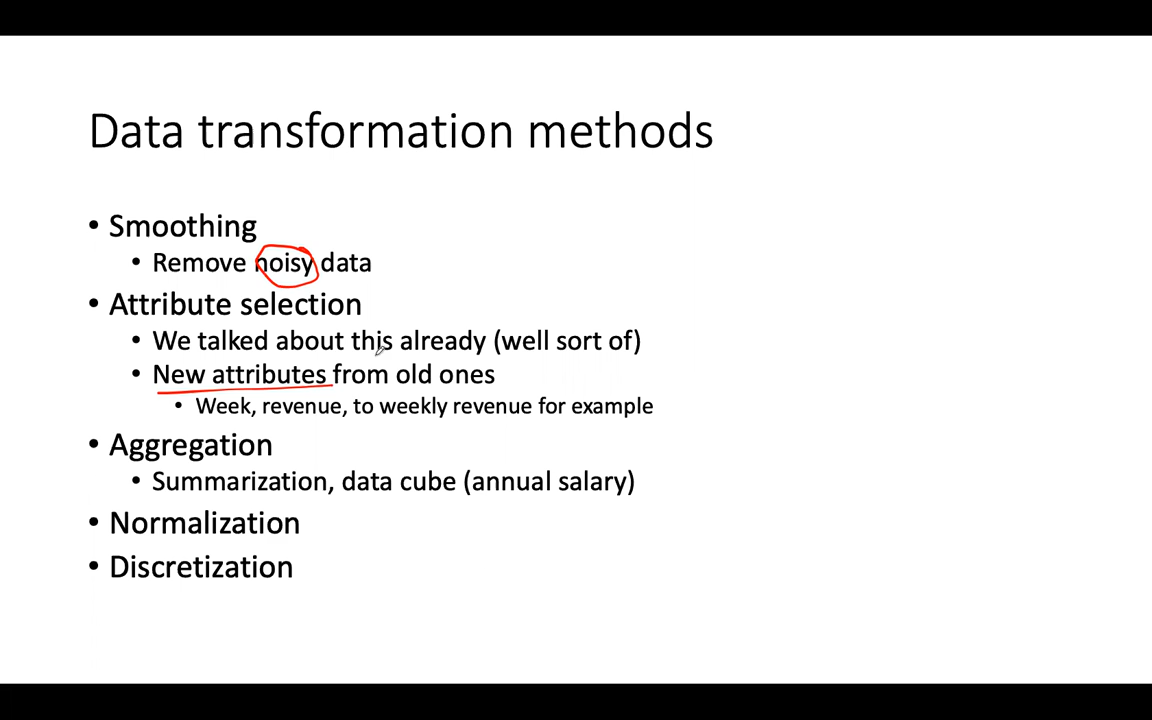 Data transformation methods
• Smoothing
• Remove noisy data
• Attribute selection
• We talked about this already (well sort of)
• New attributes from old ones
• Week, revenue, to weekly revenue for example
• Aggregation
• Summarization, data cube (annual salary)
• Normalization
• Discretization